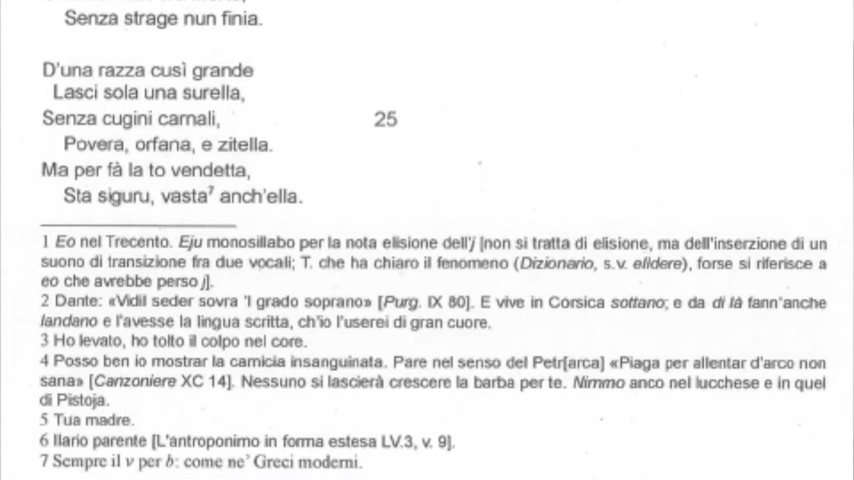 Senza strage nun finia.
D'una razza cusì grande
Lasci sola una surella,
Senza cugini carnali, 25
Povera, orfana, e zitella.
Ma per fà la to vendetta,
Sta siguru, vasta7 anch'ella.
1 Eo nel Trecento. Eju monosillabo per la nota elisione dell'j [non si tratta di elisione, ma dell'inserzione di un
suono di transizione fra due vocali; T. che ha chiaro il fenomeno (Dizionario, s.v. elidere), forse si riferisce a
eo che avrebbe perso j].
2 Dante: «Vidil seder sovra 'l grado soprano» [Purg. IX 80]. E vive in Corsica sottano; e da di là fann'anche
landano e l'avesse la lingua scritta, ch'io l'userei di gran cuore.
3 Ho levato, ho tolto il colpo nel core.
4 Posso ben io mostrar la camicia insanguinata. Pare nel senso del Petr[arca] «Piaga per allentar d'arco non
sana» [Canzoniere XC 14]. Nessuno si lascierà crescere la barba per te. Nimmo anco nel lucchese e in quel
di Pistoja.
5 Tua madre.
6 Ilario parente [L'antroponimo in forma estesa LV.3, v. 9].
7 Sempre il v per b: come ne' Greci moderni.